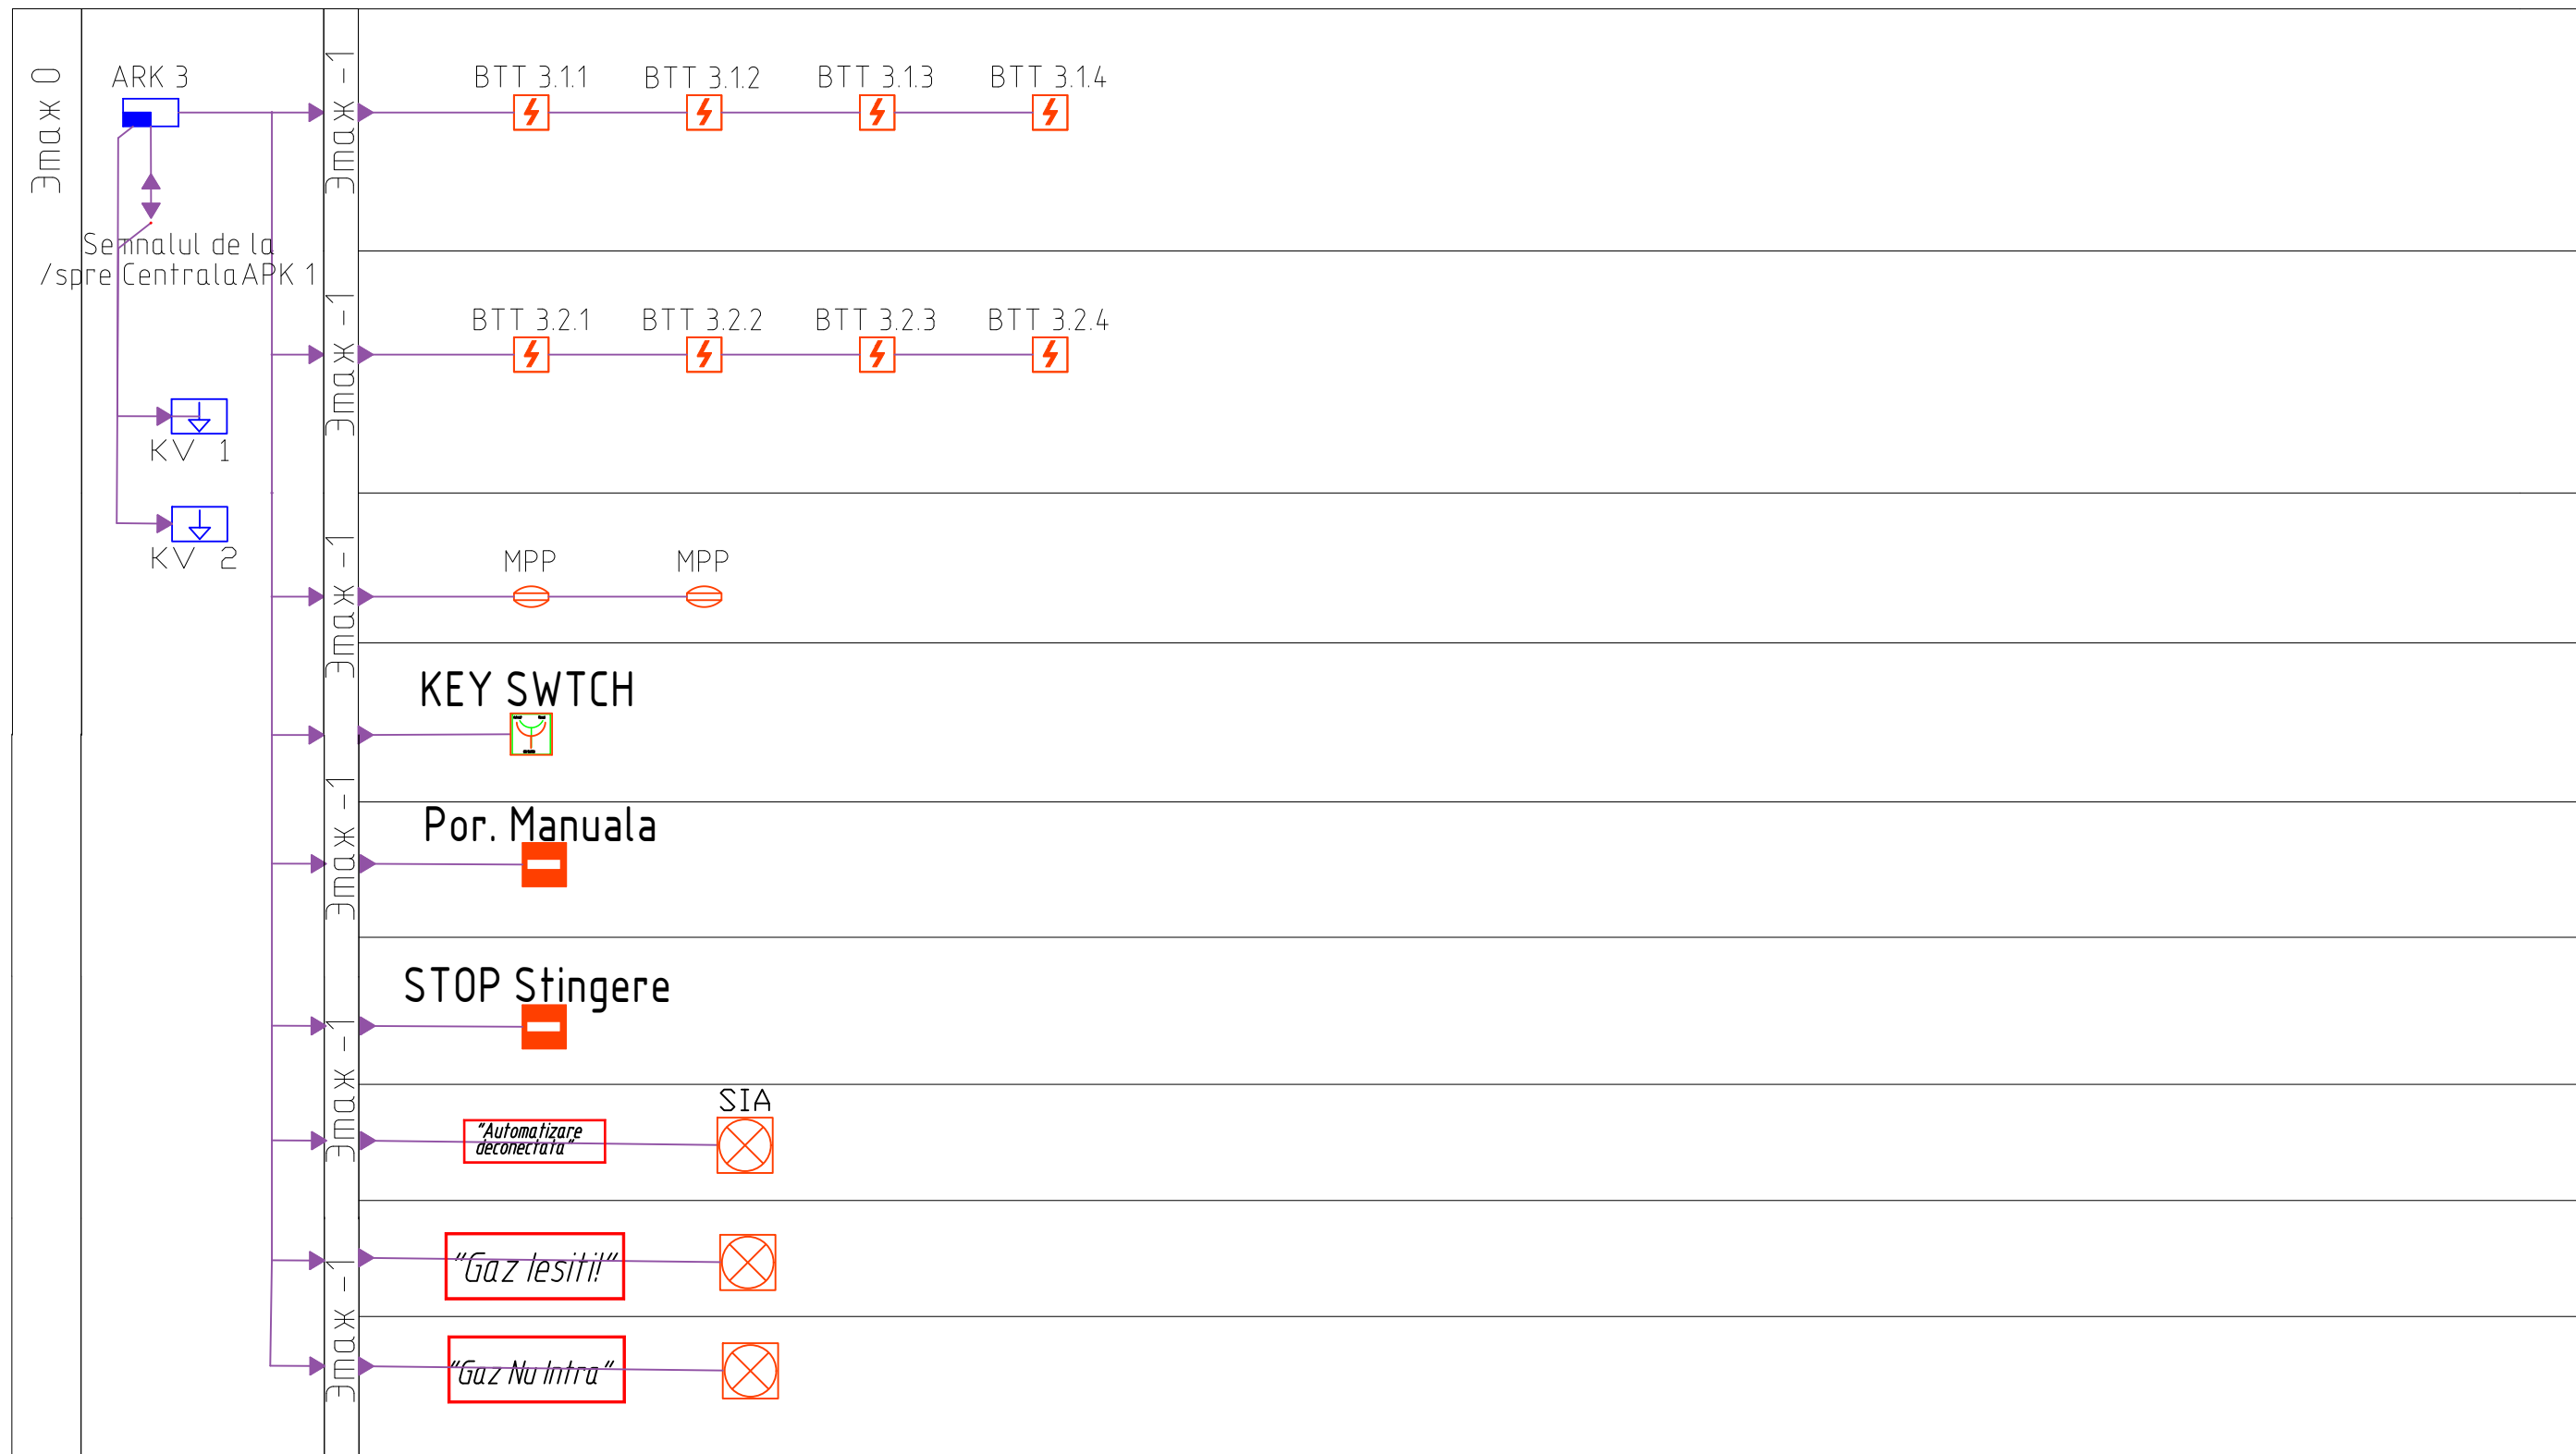 Этаж 0
ARK 3
Semnalul de la
/spre Centrala APK 1
KV 1
KV 2
Этаж -1
BTT 3.1.1 BTT 3.1.2 BTT 3.1.3 BTT 3.1.4
Этаж -1
BTT 3.2.1 BTT 3.2.2 BTT 3.2.3 BTT 3.2.4
Этаж -1
MPP MPP
KEY SWTCH
Этаж -1
Por. Manuala
STOP Stingere
Этаж -1
SIA
"Automatizare
deconectata"
Этаж -1
"Gaz Iesiti!"
"Gaz Nu Intra"